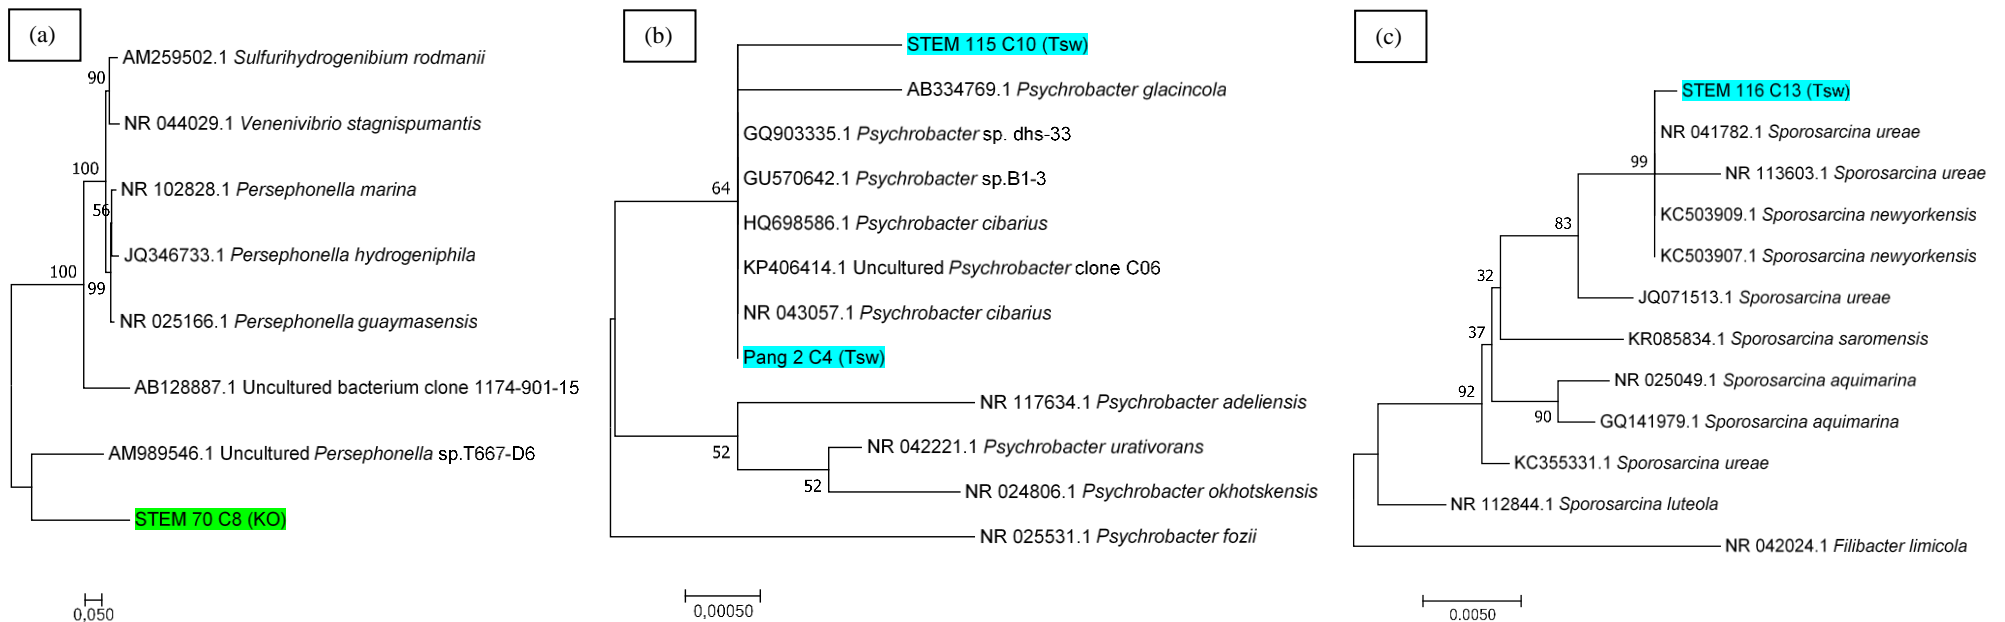 (a)
AM259502.1 Sulfurihydrogenibium rodmanii
90
NR 044029.1 Venenivibrio stagnispumantis
100
NR 102828.1 Persephonella marina
56
JQ346733.1 Persephonella hydrogeniphila
100
99
NR 025166.1 Persephonella guaymasensis
AB128887.1 Uncultured bacterium clone 1174-901-15
AM989546.1 Uncultured Persephonella sp.T667-D6
STEM 70 C8 (KO)
0,050
(b)
STEM 115 C10 (Tsw)
AB334769.1 Psychrobacter glacincola
GQ903335.1 Psychrobacter sp. dhs-33
GU570642.1 Psychrobacter sp.B1-3
64
HQ698586.1 Psychrobacter cibarius
KP406414.1 Uncultured Psychrobacter clone C06
NR 043057.1 Psychrobacter cibarius
Pang 2 C4 (Tsw)
NR 117634.1 Psychrobacter adeliensis
NR 042221.1 Psychrobacter urativorans
52
52
NR 024806.1 Psychrobacter okhotskensis
NR 025531.1 Psychrobacter fozii
0,00050
(c)
STEM 116 C13 (Tsw)
NR 041782.1 Sporosarcina ureae
99
NR 113603.1 Sporosarcina ureae
KC503909.1 Sporosarcina newyorkensis
83
KC503907.1 Sporosarcina newyorkensis
32
JQ071513.1 Sporosarcina ureae
37
KR085834.1 Sporosarcina saromensis
NR 025049.1 Sporosarcina aquimarina
92
90
GQ141979.1 Sporosarcina aquimarina
KC355331.1 Sporosarcina ureae
NR 112844.1 Sporosarcina luteola
NR 042024.1 Filibacter limicola
0.0050